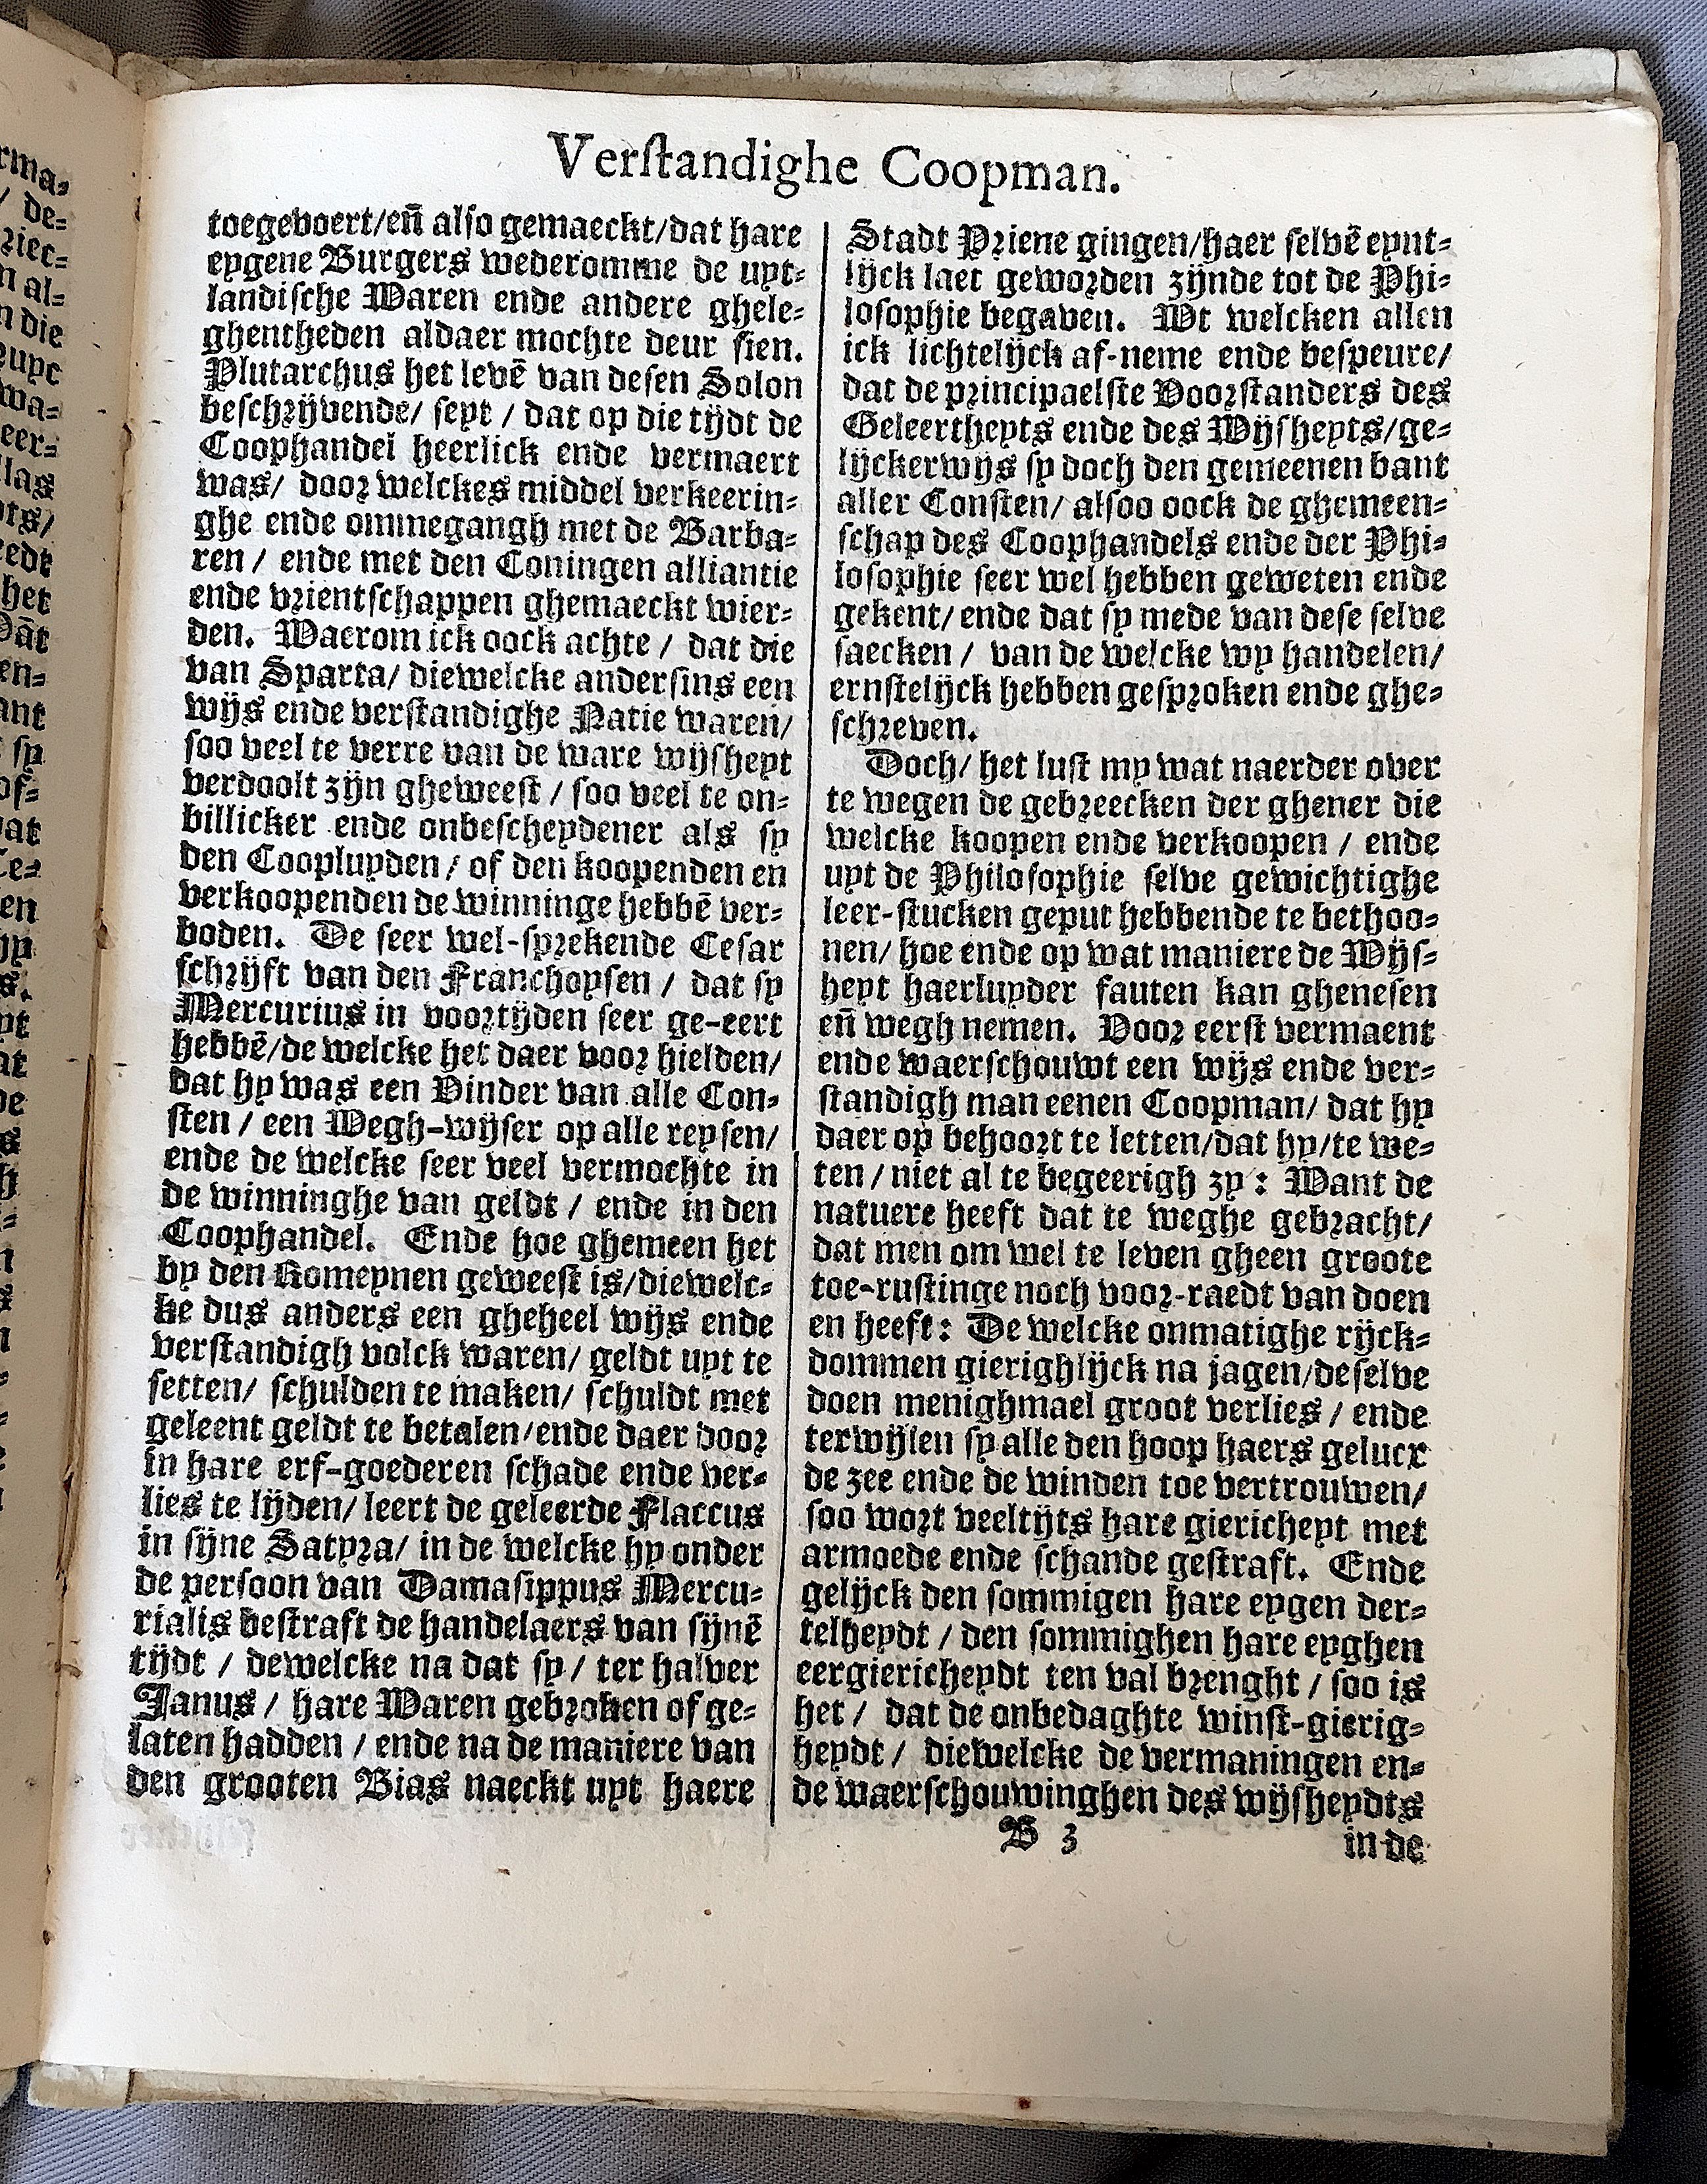 Verstandighe Coopman.
toegevoert/eñ also gemaeckt/dat hare
eygene Burgers wederomme de uyt-
landische Waren ende andere ghele-
ghentheden aldaer mochte deur sien.
Plutarchus het levē van desen Solon
beschrijvende/ seyt / dat op die tijdt de
Coophandel heerlick ende vermaert
was/ door welckes middel verkeerin-
ghe ende ommegangh met de Barba-
ren / ende met den Coningen alliantie
ende vrientschappen ghemaeckt wier-
den. Waerom ick oock achte / dat die
van Sparta/ diewelcke andersins een
wijs ende verstandighe Natie waren/
soo veel te verre van de ware wijsheyt
verdoolt zijn gheweest / soo veel te on-
billicker ende onbescheydener als sy
den Coopluyden / of den koopenden en
verkoopenden de winninge hebbē ver-
boden. De seer wel-sprekende Cesar
schrijft van den Franchoysen / dat sy
Mercurius in voortijden seer ge-eert
hebbē/de welcke het daer voor hielden/
dat hy was een Vinder van alle Con-
sten / een Wegh-wijser op alle reysen/
ende de welcke seer veel vermochte in
de winninghe van geldt / ende in den
Coophandel. Ende hoe ghemeen het
by den Romeynen geweest is/diewelc-
ke dus anders een gheheel wijs ende
verstandigh volck waren/ geldt uyt te
setten/ schulden te maken/ schuldt met
geleent geldt te betalen/ende daer door
in hare erf-goederen schade ende ver-
lies te lijden/ leert de geleerde Flaccus
in sijne Satyra/ in de welcke hy onder
de persoon van Damasippus Mercu-
rialis bestraft de handelaers van sijnē
tijdt / dewelcke na dat sy / ter halver
Janus / hare Waren gebroken of ge-
laten hadden / ende na de maniere van
den grooten Bias naeckt uyt haere
Stadt Priene gingen/haer selvē eynt-
lijck laet geworden zijnde tot de Phi-
losophie begaven. Wt welcken allen
ick lichtelijck af-neme ende bespeure/
dat de principaelste Voorstanders des
Geleertheyts ende des Wijsheyts/ge-
lijckerwijs sy doch den gemeenen bant
aller Consten/ alsoo oock de ghemeen-
schap des Coophandels ende der Phi-
losophie seer wel hebben geweten ende
gekent/ ende dat sy mede van dese selve
saecken / van de welcke wy handelen/
ernstelijck hebben gesproken ende ghe-
schreven.
Doch/ het lust my wat naerder over
te wegen de gebreecken der ghener die
welcke koopen ende verkoopen / ende
uyt de Philosophie selve gewichtighe
leer-stucken geput hebbende te bethoo-
nen/ hoe ende op wat maniere de Wijs-
heyt haerluyder fauten kan ghenesen
eñ wegh nemen. Voor eerst vermaent
ende waerschouwt een wijs ende ver-
standigh man eenen Coopman/ dat hy
daer op behoort te letten/dat hy/te we-
ten / niet al te begeerigh zy : Want de
natuere heeft dat te weghe gebracht/
dat men om wel te leven gheen groote
toe-rustinge noch voor-raedt van doen
en heeft: De welcke onmatighe rijck-
dommen gierighlijck na jagen/deselve
doen menighmael groot verlies / ende
terwijlen sy alle den hoop haers gelucx
de zee ende de winden toe vertrouwen/
soo wort veeltijts hare giericheyt met
armoede ende schande gestraft. Ende
gelijck den sommigen hare eygen der-
telheydt / den sommighen hare eyghen
eergiericheydt ten val brenght / soo is
het / dat de onbedaghte winst-gierig-
heydt / diewelcke de vermaningen en-
de waerschouwinghen des wijsheydts
B 3
in de